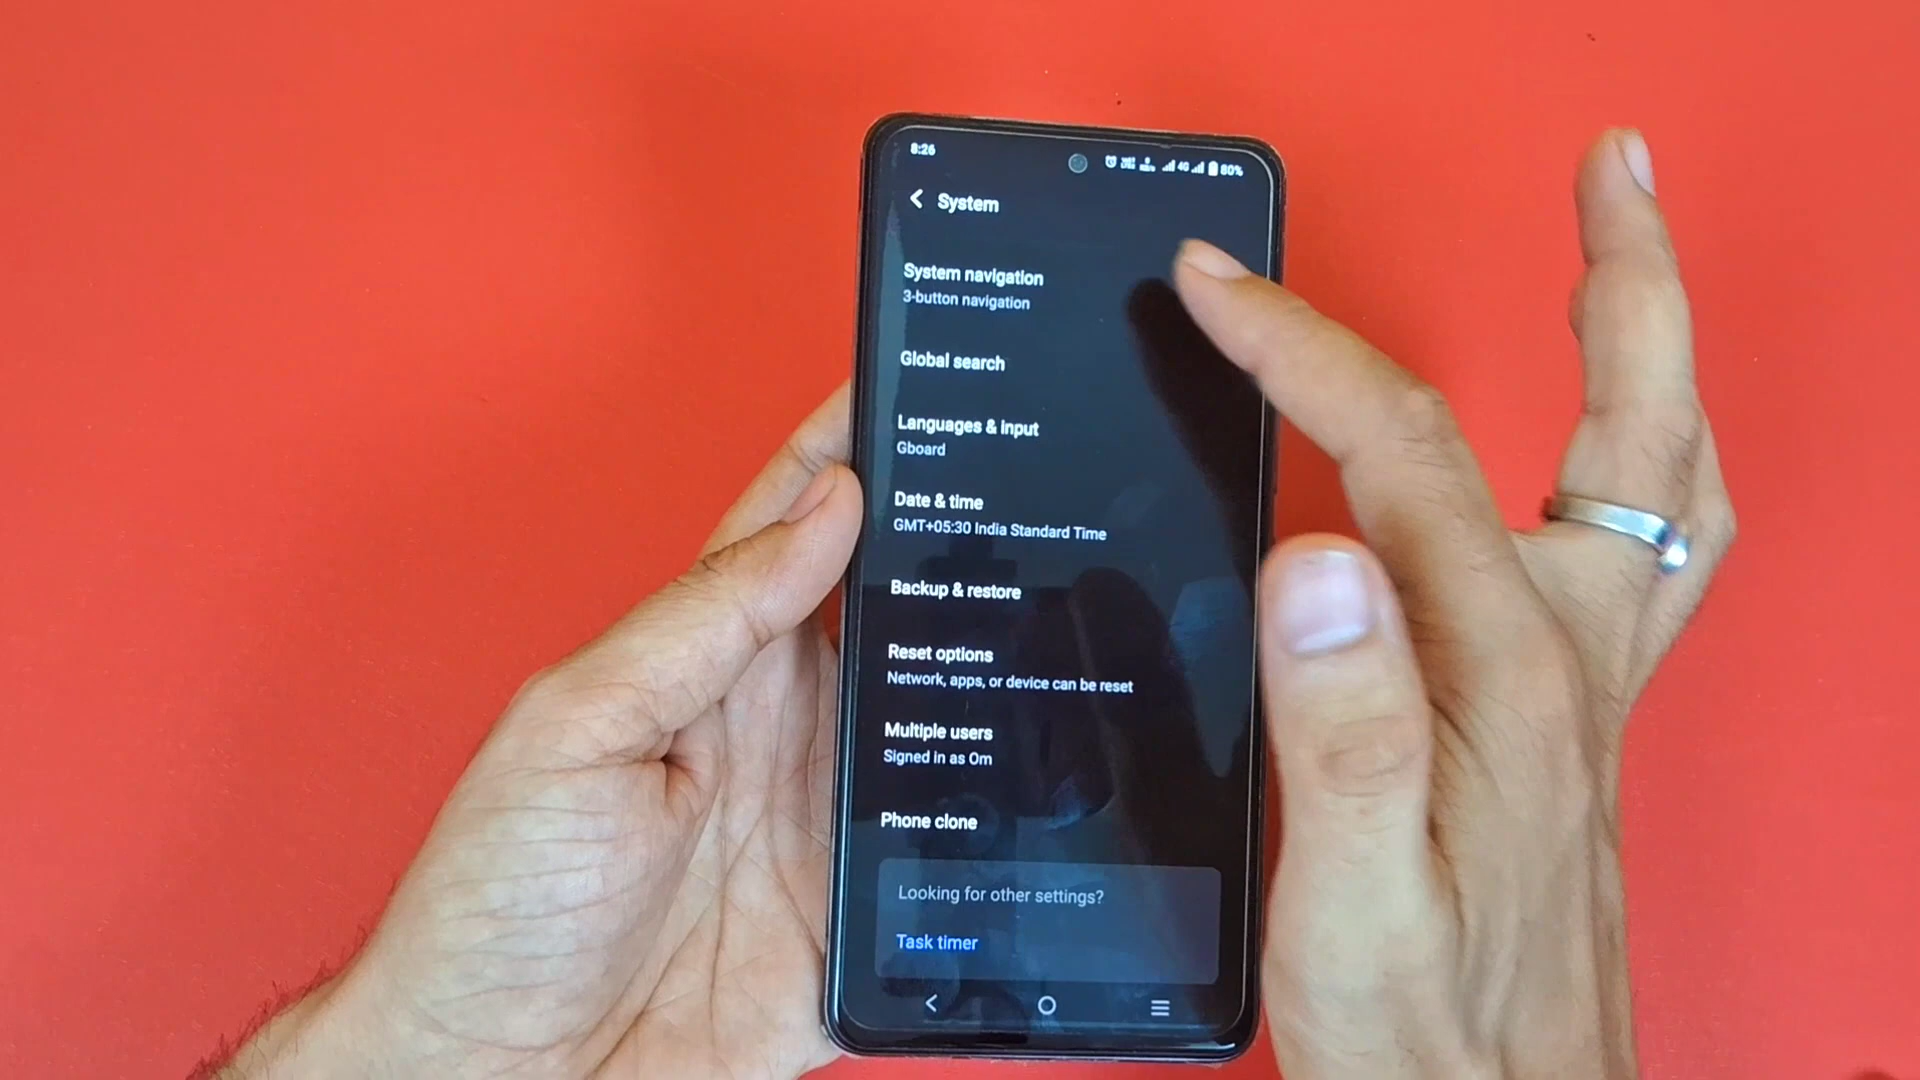 8:26
4G 80%
System
System navigation
3-button navigation
Global search
Languages & input
Gboard
Date & time
GMT+05:30 India Standard Time
Backup & restore
Reset options
Network, apps, or device can be reset
Multiple users
Signed in as Om
Phone clone
Looking for other settings?
Task timer